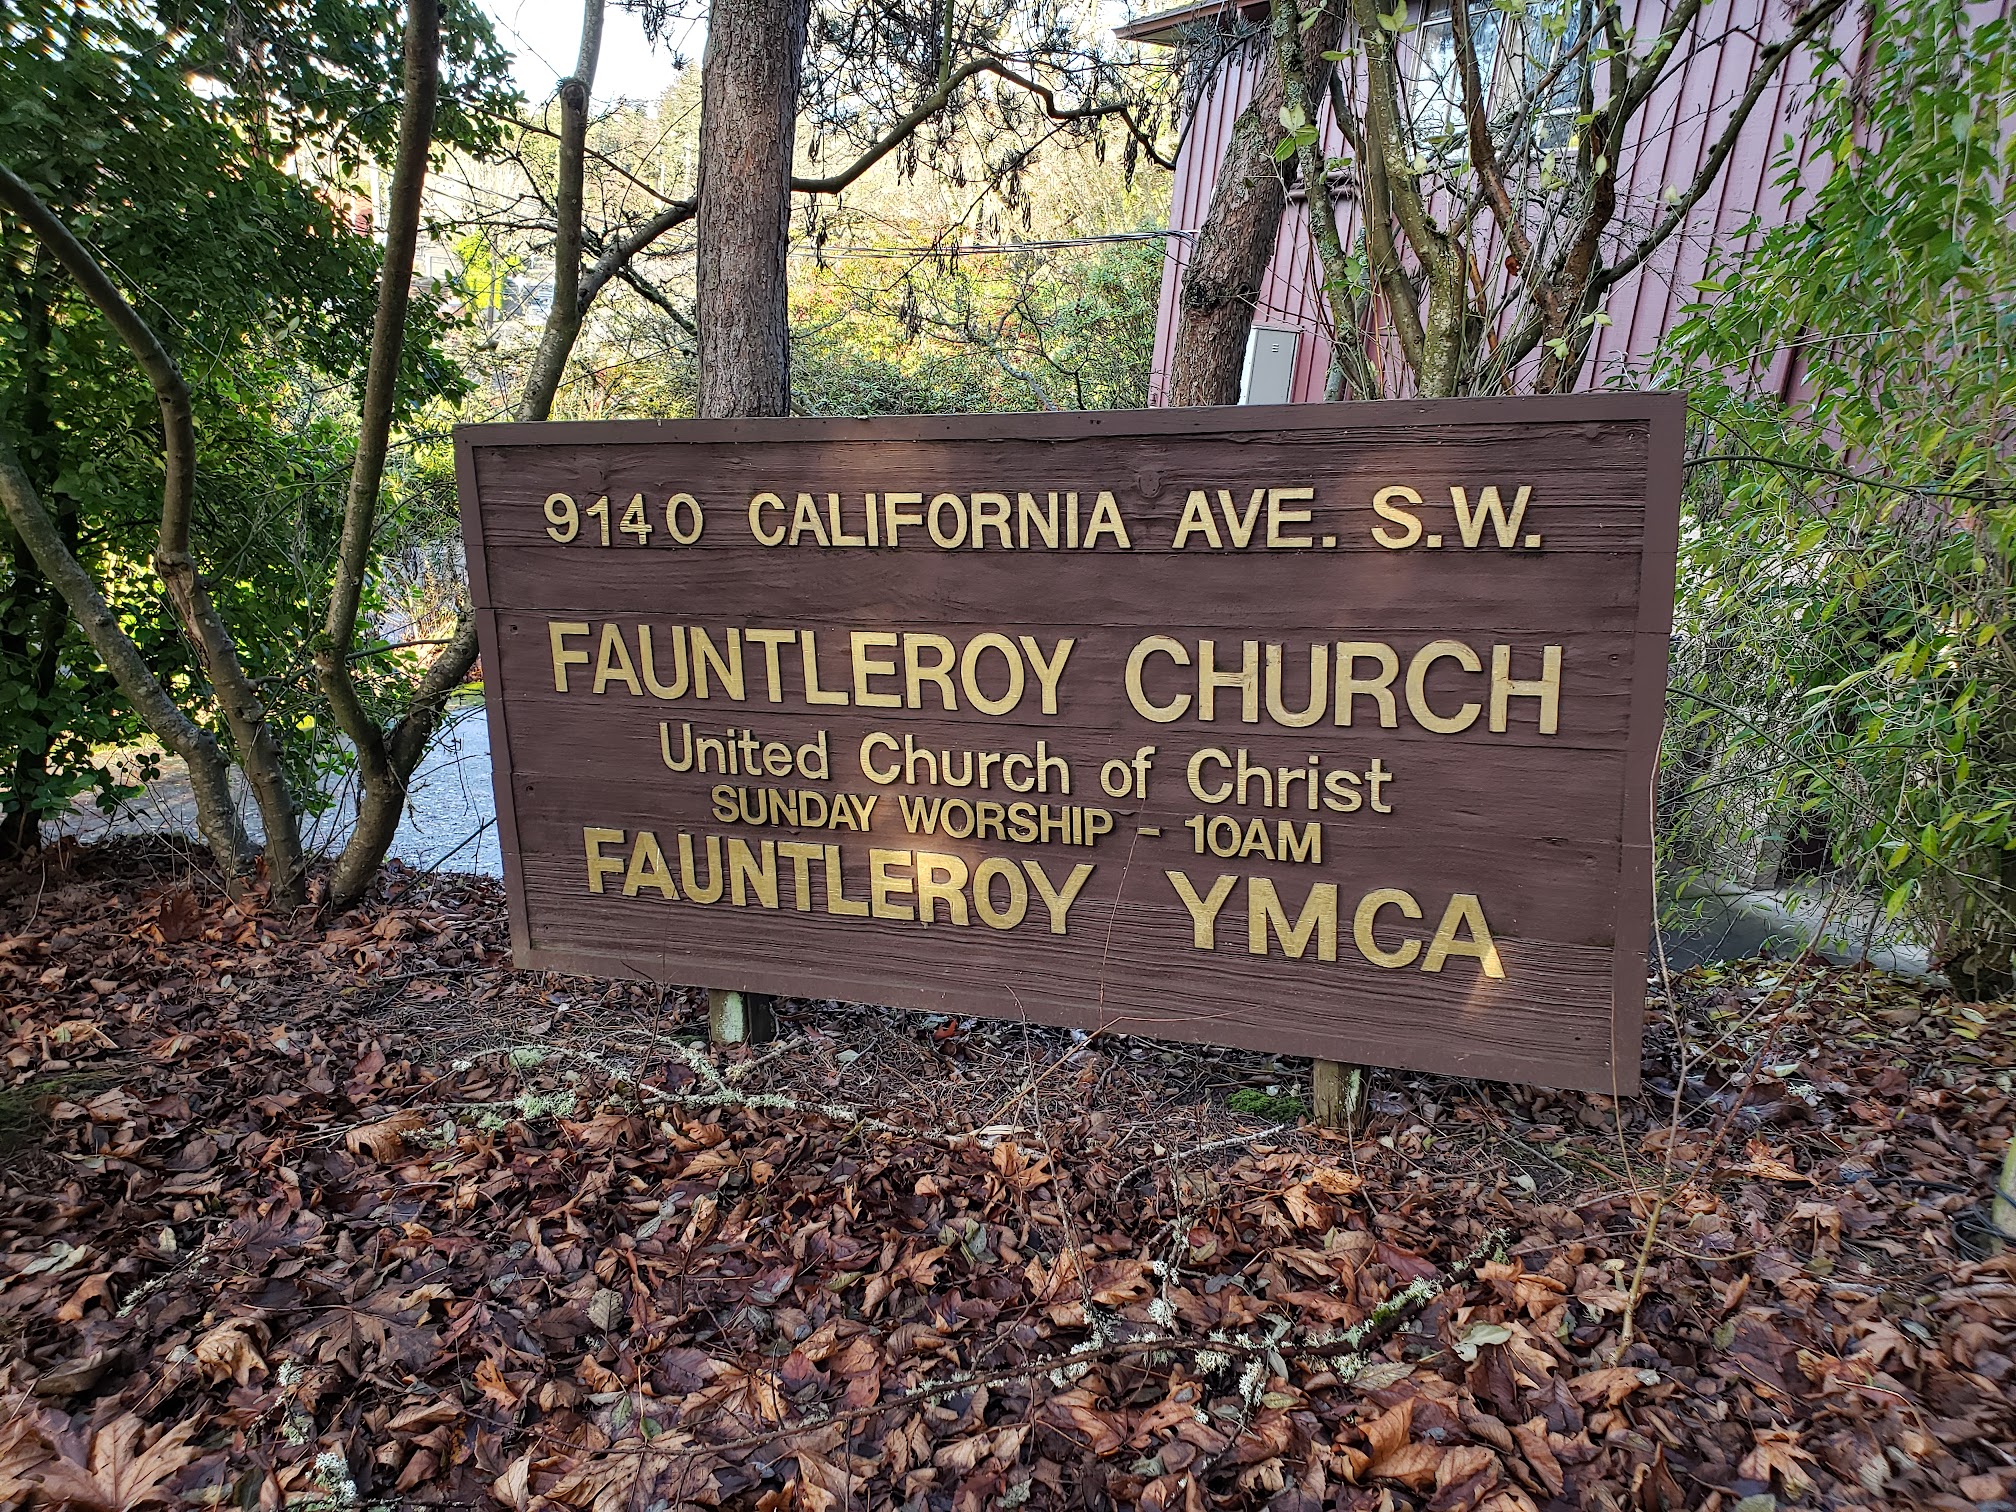 9140 CALIFORNIA AVE. S.W.
FAUNTLEROY CHURCH
United Church of Christ
SUNDAY WORSHIP - 10AM
FAUNTLEROY YMCA